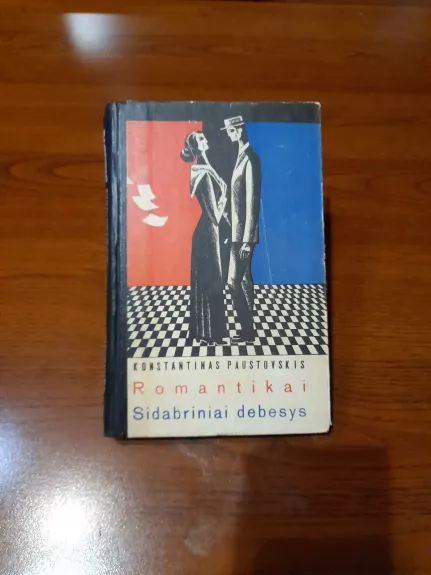 KONSTANTINAS PAUSTOVSKIS
Romantikai
Sidabriniai debesys